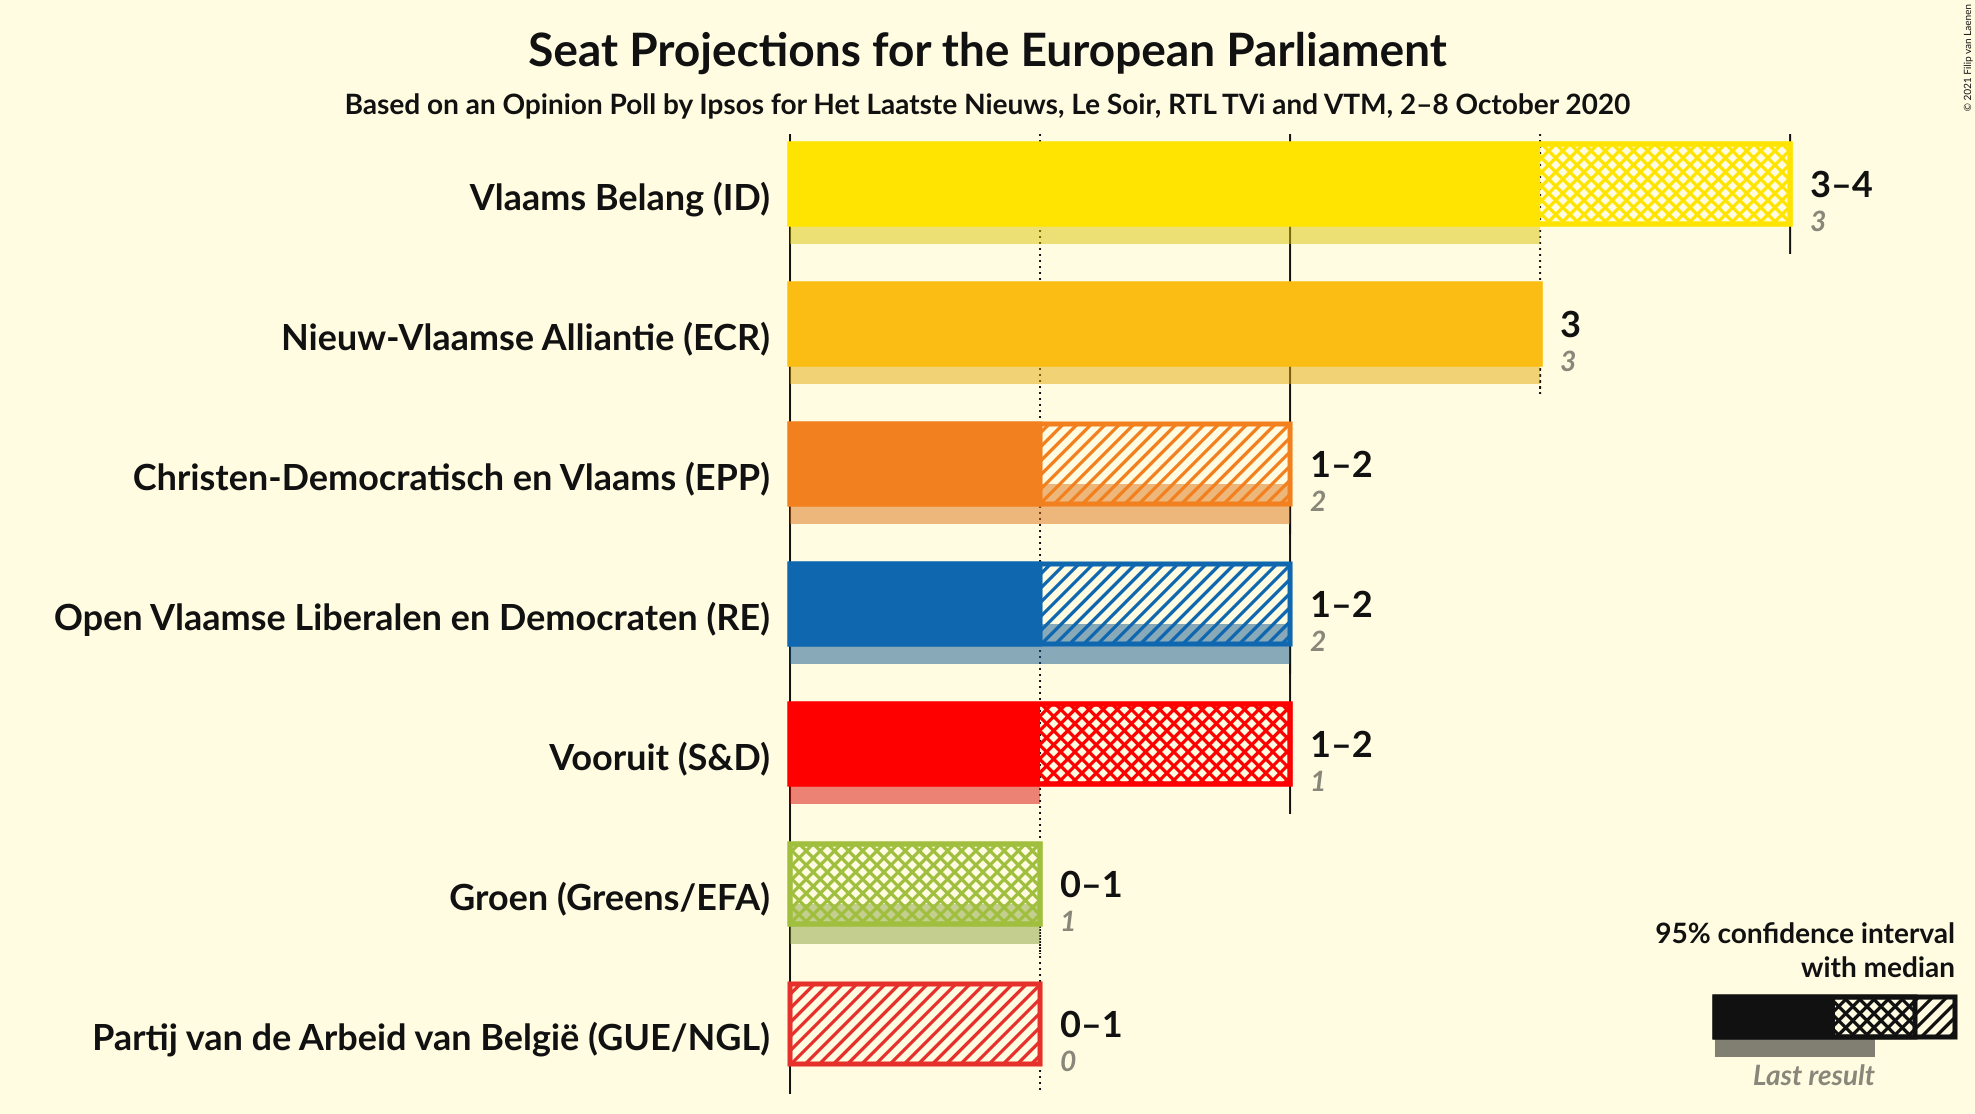 Seat Projections for the European Parliament
Based on an Opinion Poll by Ipsos for Het Laatste Nieuws, Le Soir, RTL TVi and VTM, 2–8 October 2020
© 2021 Filip van Laenen
Vlaams Belang (ID)
3–4
3
Nieuw-Vlaamse Alliantie (ECR)
3
3
Christen-Democratisch en Vlaams (EPP)
1–2
2
Open Vlaamse Liberalen en Democraten (RE)
1–2
2
Vooruit (S&D)
1–2
1
Groen (Greens/EFA)
0–1
1
Partij van de Arbeid van België (GUE/NGL)
0–1
0
95% confidence interval
with median
Last result